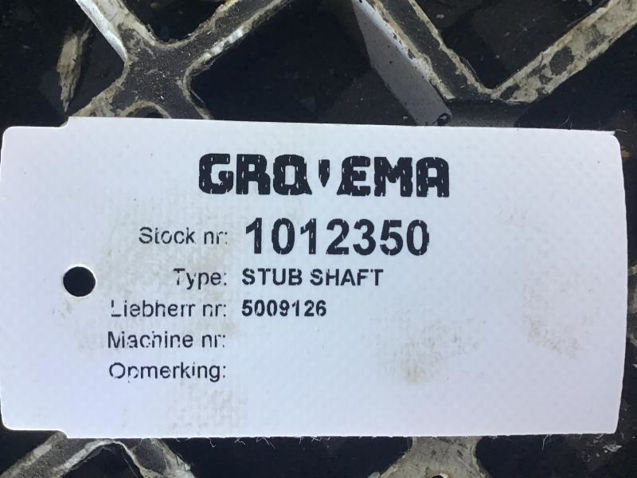 GROVEMA
Stock nr: 1012350
Type: STUB SHAFT
Liebherr nr: 5009126
Machine nr:
Opmerking: